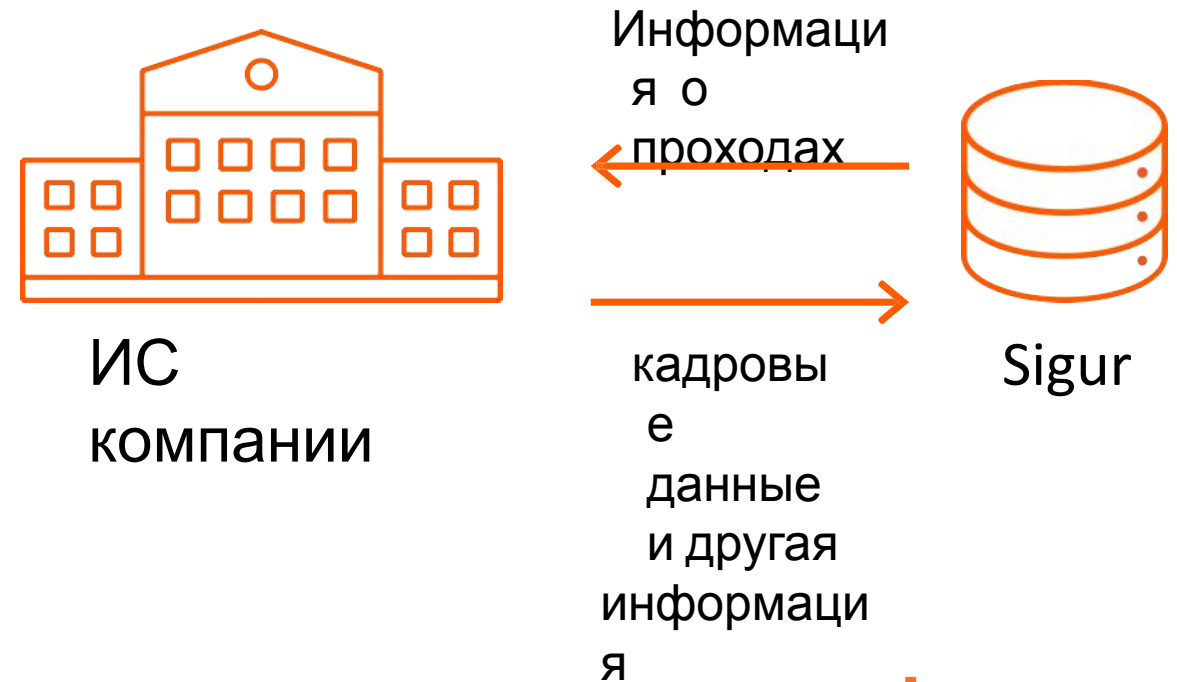 Информаци
я о
проходах
ИС
компании
кадровы
е
данные
и другая
информаци
я
Sigur